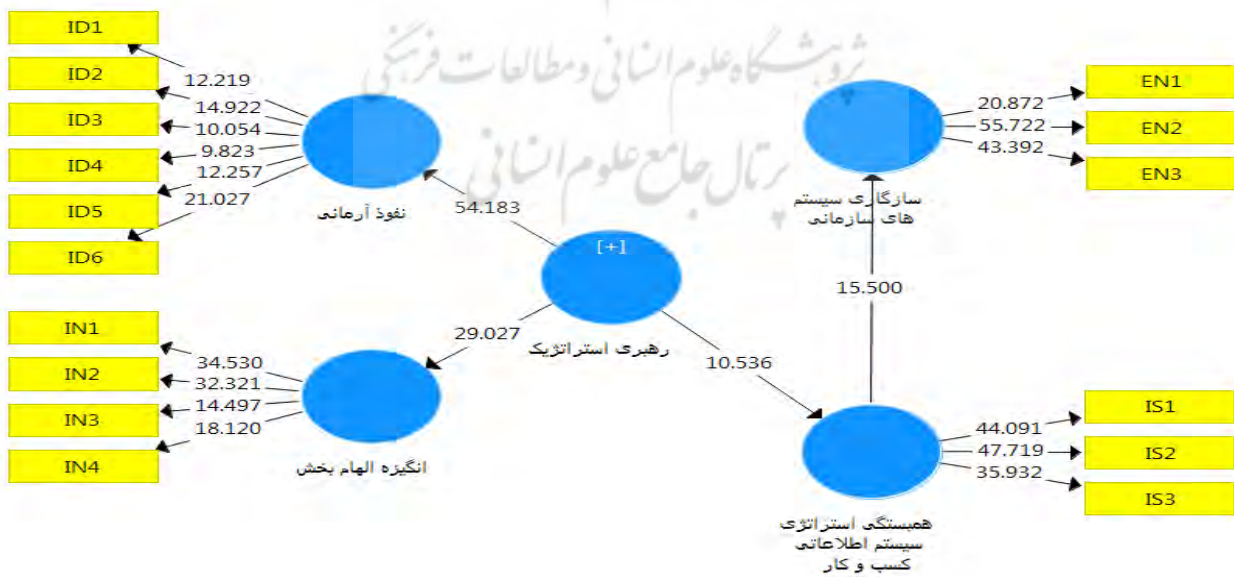 پژوهشگاه علوم انسانی و مطالعات فرهنگی
پرتال جامع علوم انسانی
ID1
ID2
ID3
ID4
ID5
ID6
12.219
14.922
10.054
9.823
12.257
21.027
نفوذ آرمانی
54.183
[+]
رهبری استراتژیک
29.027
10.536
IN1
IN2
IN3
IN4
34.530
32.321
14.497
18.120
انگیزه الهام بخش
EN1
EN2
EN3
20.872
55.722
43.392
سازگاری سیستم
های سازمانی
15.500
IS1
IS2
IS3
44.091
47.719
35.932
همبستگی استراتژی
سیستم اطلاعاتی
کسب و کار